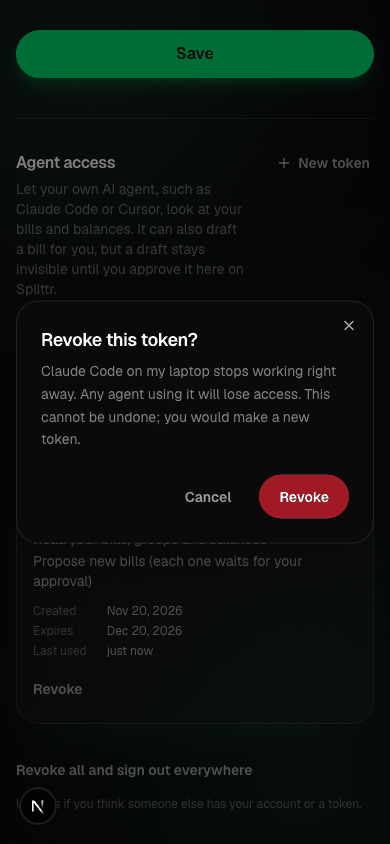 Save
Agent access
New token
Let your own AI agent, such as
Claude Code or Cursor, look at your
bills and balances. It can also draft
a bill for you, but a draft stays
invisible until you approve it here on
Splittr.
Revoke this token?
Claude Code on my laptop stops working right
away. Any agent using it will lose access. This
cannot be undone; you would make a new
token.
Cancel
Revoke
Propose new bills (each one waits for your
approval)
Created Nov 20, 2026
Expires Dec 20, 2026
Last used just now
Revoke
Revoke all and sign out everywhere
if you think someone else has your account or a token.
N